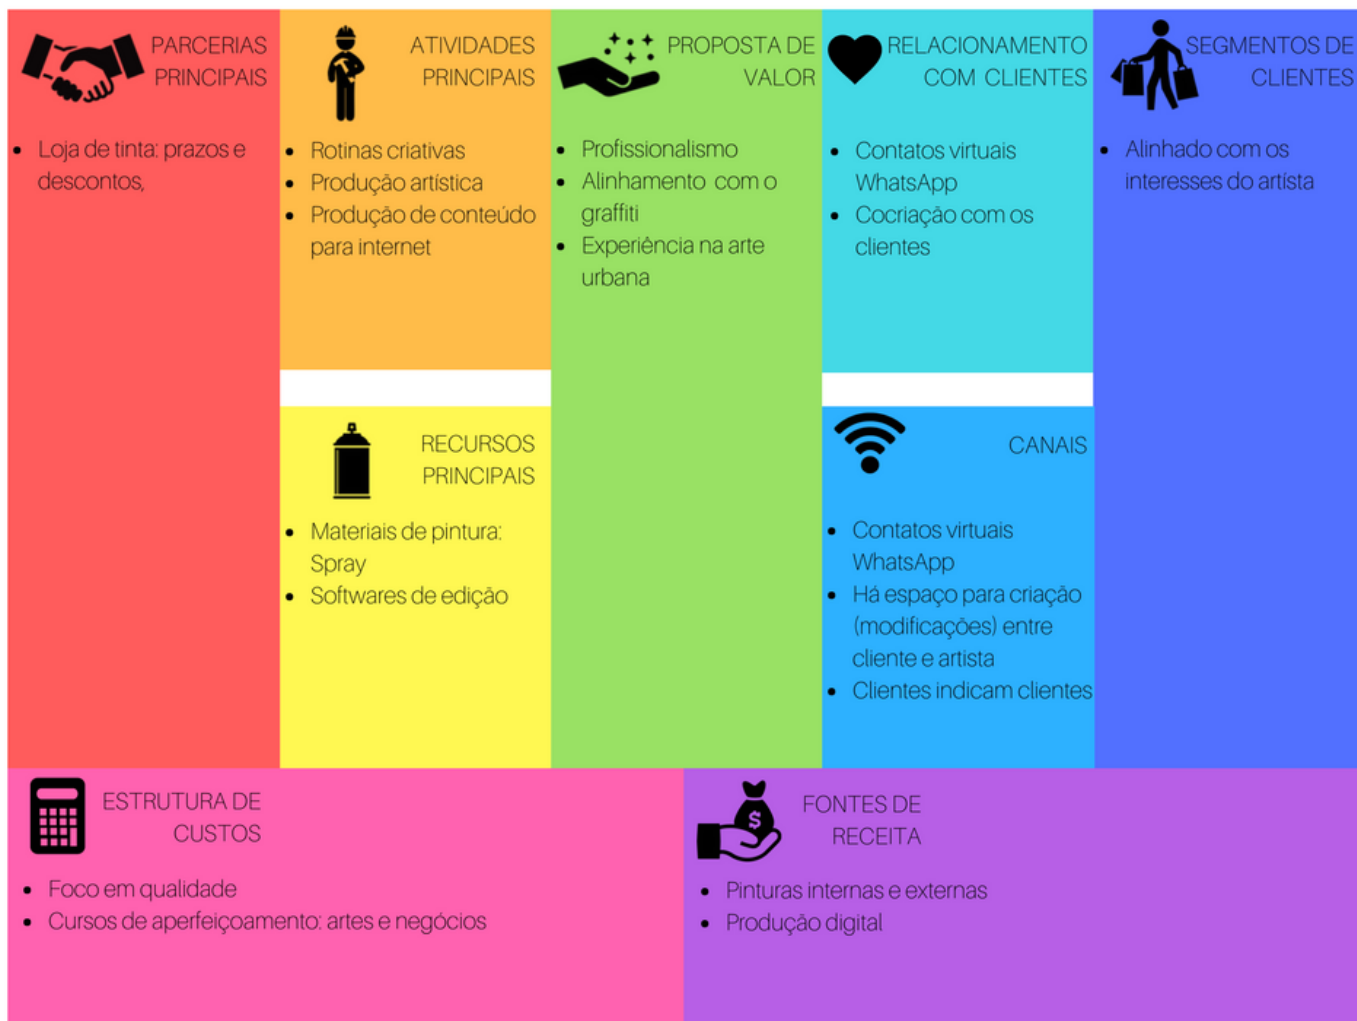 PARCERIAS
PRINCIPAIS
• Loja de tinta: prazos e
descontos,
ATIVIDADES
PRINCIPAIS
• Rotinas criativas
• Produção artística
• Produção de conteúdo
para internet
RECURSOS
PRINCIPAIS
• Materiais de pintura:
Spray
• Softwares de edição
PROPOSTA DE
VALOR
• Profissionalismo
• Alinhamento com o
graffiti
• Experiência na arte
urbana
RELACIONAMENTO
COM CLIENTES
• Contatos virtuais
WhatsApp
• Cocriação com os
clientes
CANAIS
• Contatos virtuais
WhatsApp
• Há espaço para criação
(modificações) entre
cliente e artista
• Clientes indicam clientes
SEGMENTOS DE
CLIENTES
• Alinhado com os
interesses do artísta
ESTRUTURA DE
CUSTOS
• Foco em qualidade
• Cursos de aperfeiçoamento: artes e negócios
$
FONTES DE
RECEITA
• Pinturas internas e externas
• Produção digital